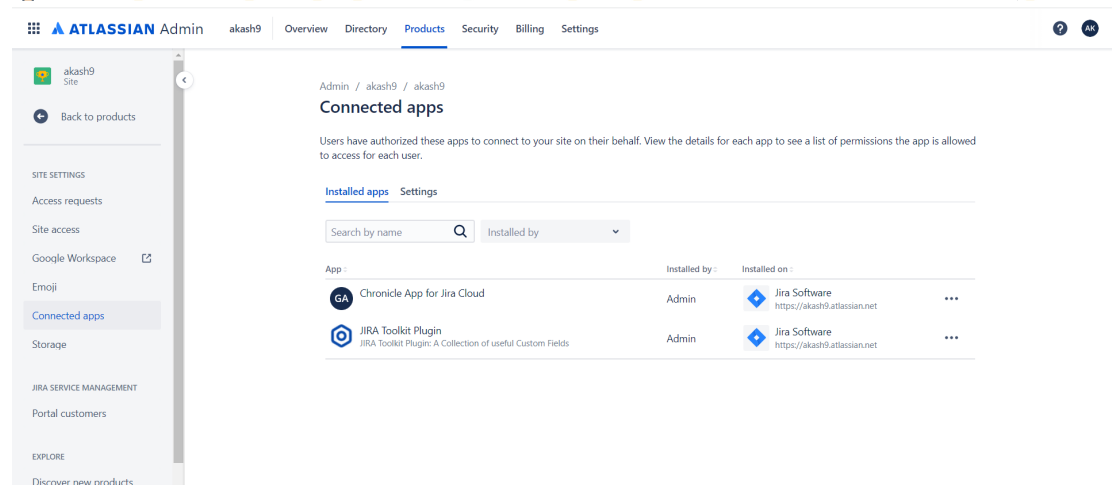 ATLASSIAN Admin akash9 Overview Directory Products Security Billing Settings ? AK
akash9
Site
Back to products
SITE SETTINGS
Access requests
Site access
Google Workspace
Emoji
Connected apps
Storage
JIRA SERVICE MANAGEMENT
Portal customers
EXPLORE
Discover new products
Admin / akash9 / akash9
Connected apps
Users have authorized these apps to connect to your site on their behalf. View the details for each app to see a list of permissions the app is allowed
to access for each user.
Installed apps Settings
Search by name Installed by
App Installed by Installed on
GA Chronicle App for Jira Cloud Admin Jira Software
https://akash9.atlassian.net
JIRA Toolkit Plugin Admin Jira Software
JIRA Toolkit Plugin: A Collection of useful Custom Fields https://akash9.atlassian.net